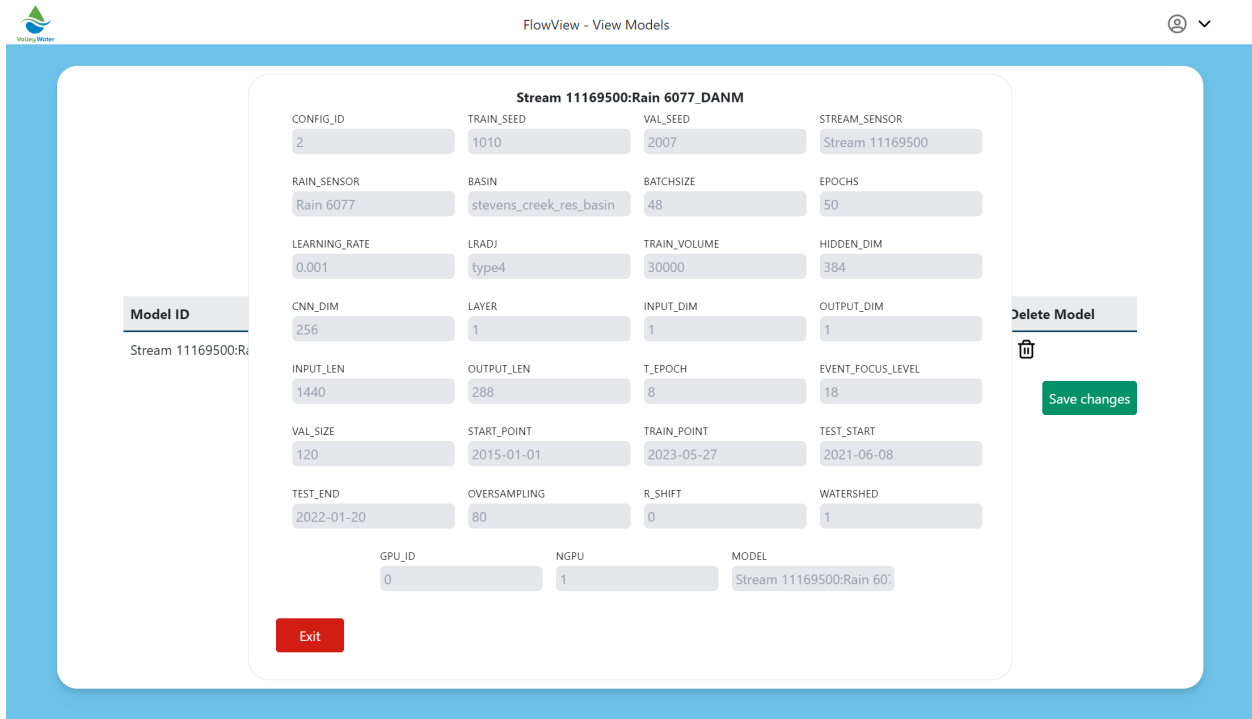 Valley Water
FlowView - View Models
Stream 11169500:Rain 6077_DANM
CONFIG_ID TRAIN_SEED VAL_SEED STREAM_SENSOR
2 1010 2007 Stream 11169500
RAIN_SENSOR BASIN BATCHSIZE EPOCHS
Rain 6077 stevens_creek_res_basin 48 50
LEARNING_RATE LRADJ TRAIN_VOLUME HIDDEN_DIM
0.001 type4 30000 384
CNN_DIM LAYER INPUT_DIM OUTPUT_DIM
Model ID 256 1 1 1 Delete Model
Stream 11169500:Ra
INPUT_LEN OUTPUT_LEN T_EPOCH EVENT_FOCUS_LEVEL
1440 288 8 18
Save changes
VAL_SIZE START_POINT TRAIN_POINT TEST_START
120 2015-01-01 2023-05-27 2021-06-08
TEST_END OVERSAMPLING R_SHIFT WATERSHED
2022-01-20 80 0 1
GPU_ID NGPU MODEL
0 1 Stream 11169500:Rain 607
Exit